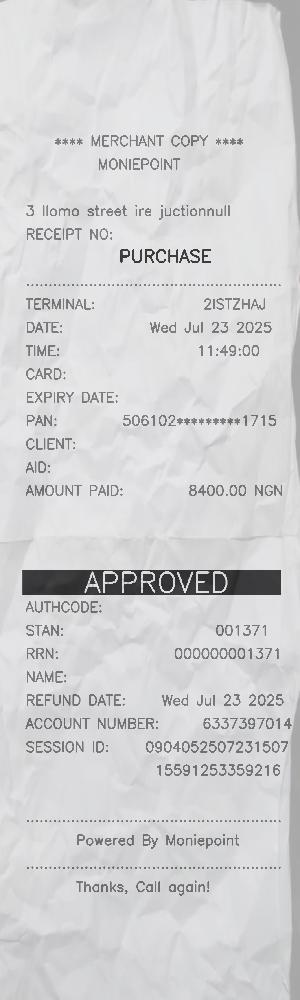 **** MERCHANT COPY ****
MONIEPOINT
3 Ilomo street ire juctionnull
RECEIPT NO:
PURCHASE
TERMINAL: 2ISTZHAJ
DATE: Wed Jul 23 2025
TIME: 11:49:00
CARD:
EXPIRY DATE:
PAN: 506102*********1715
CLIENT:
AID:
AMOUNT PAID: 8400.00 NGN
APPROVED
AUTHCODE:
STAN: 001371
RRN: 000000001371
NAME:
REFUND DATE: Wed Jul 23 2025
ACCOUNT NUMBER: 6337397014
SESSION ID: 0904052507231507
15591253359216
Powered By Moniepoint
Thanks, Call again!